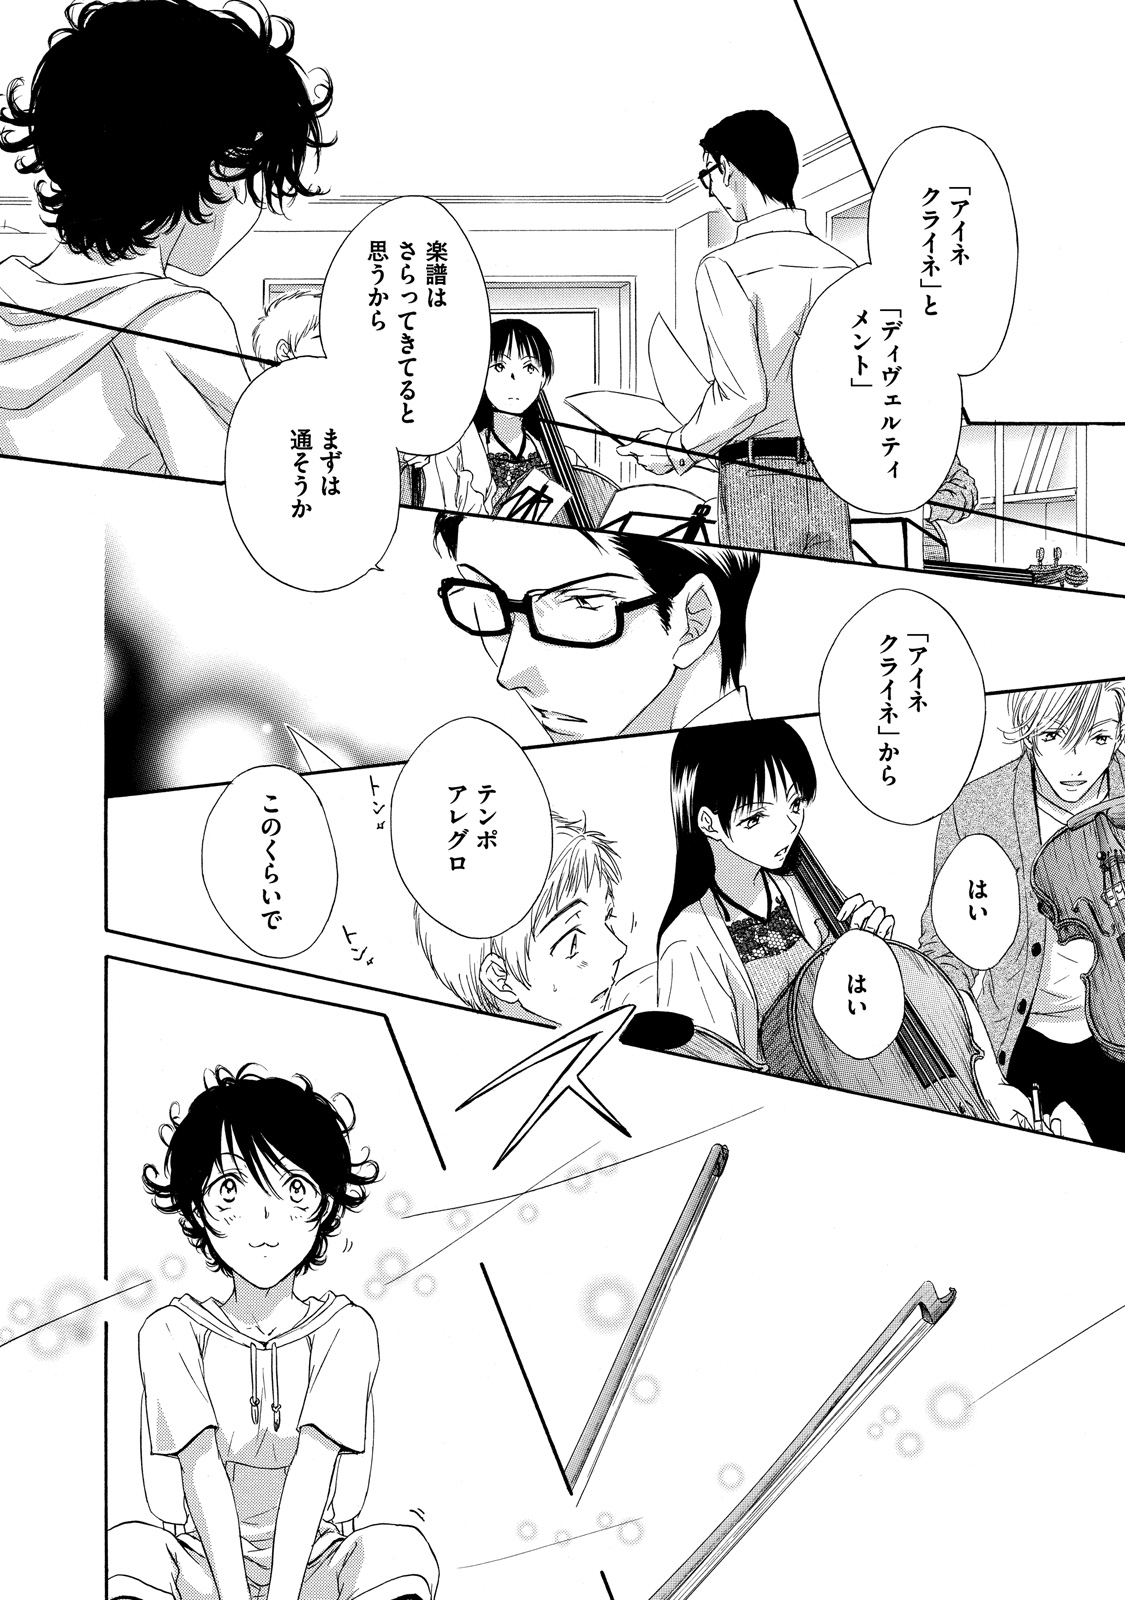 「アイネ
クライネ」と
「ディヴェルティ
メント」
楽譜は
さらってきてると
思うから
まずは
通そうか
「アイネ
クライネ」から
はい
はい
テンポ
アレグロ
トン
このくらいで
トン
ス